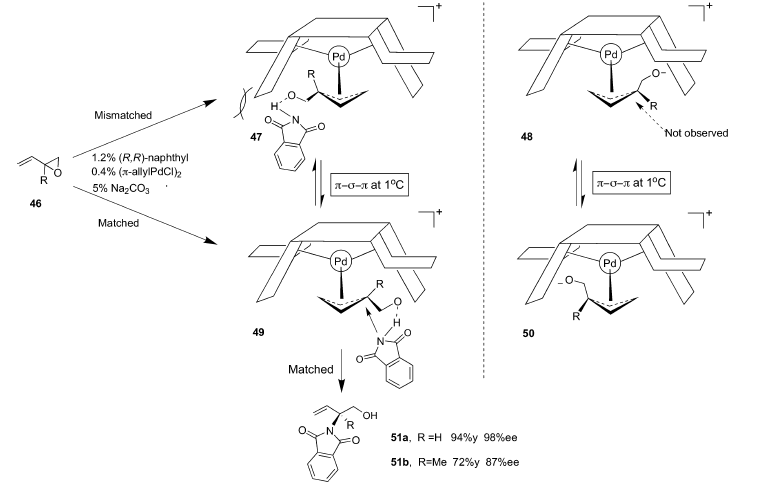 +
+
Pd
Pd
R
O
O−
H
R
N
O
O
47
48
Not observed
Mismatched
1.2% (R,R)-naphthyl
0.4% (π-allylPdCl)2
5% Na2CO3
O
R
46
Matched
π−σ−π at 1°C
π−σ−π at 1°C
+
+
Pd
Pd
R
O
−O
H
R
N
O
O
49
50
Matched
OH
R
N
O
O
51a, R =H 94%y 98%ee
51b, R=Me 72%y 87%ee